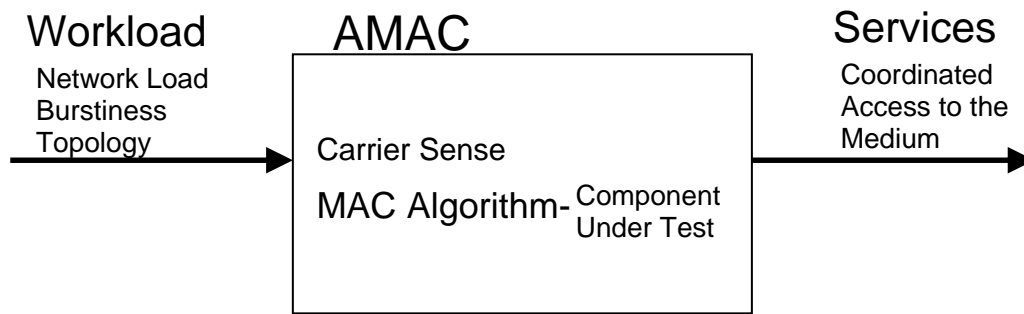 Workload
Network Load
Burstiness
Topology
AMAC
Carrier Sense
MAC Algorithm-
Component
Under Test
Services
Coordinated
Access to the
Medium